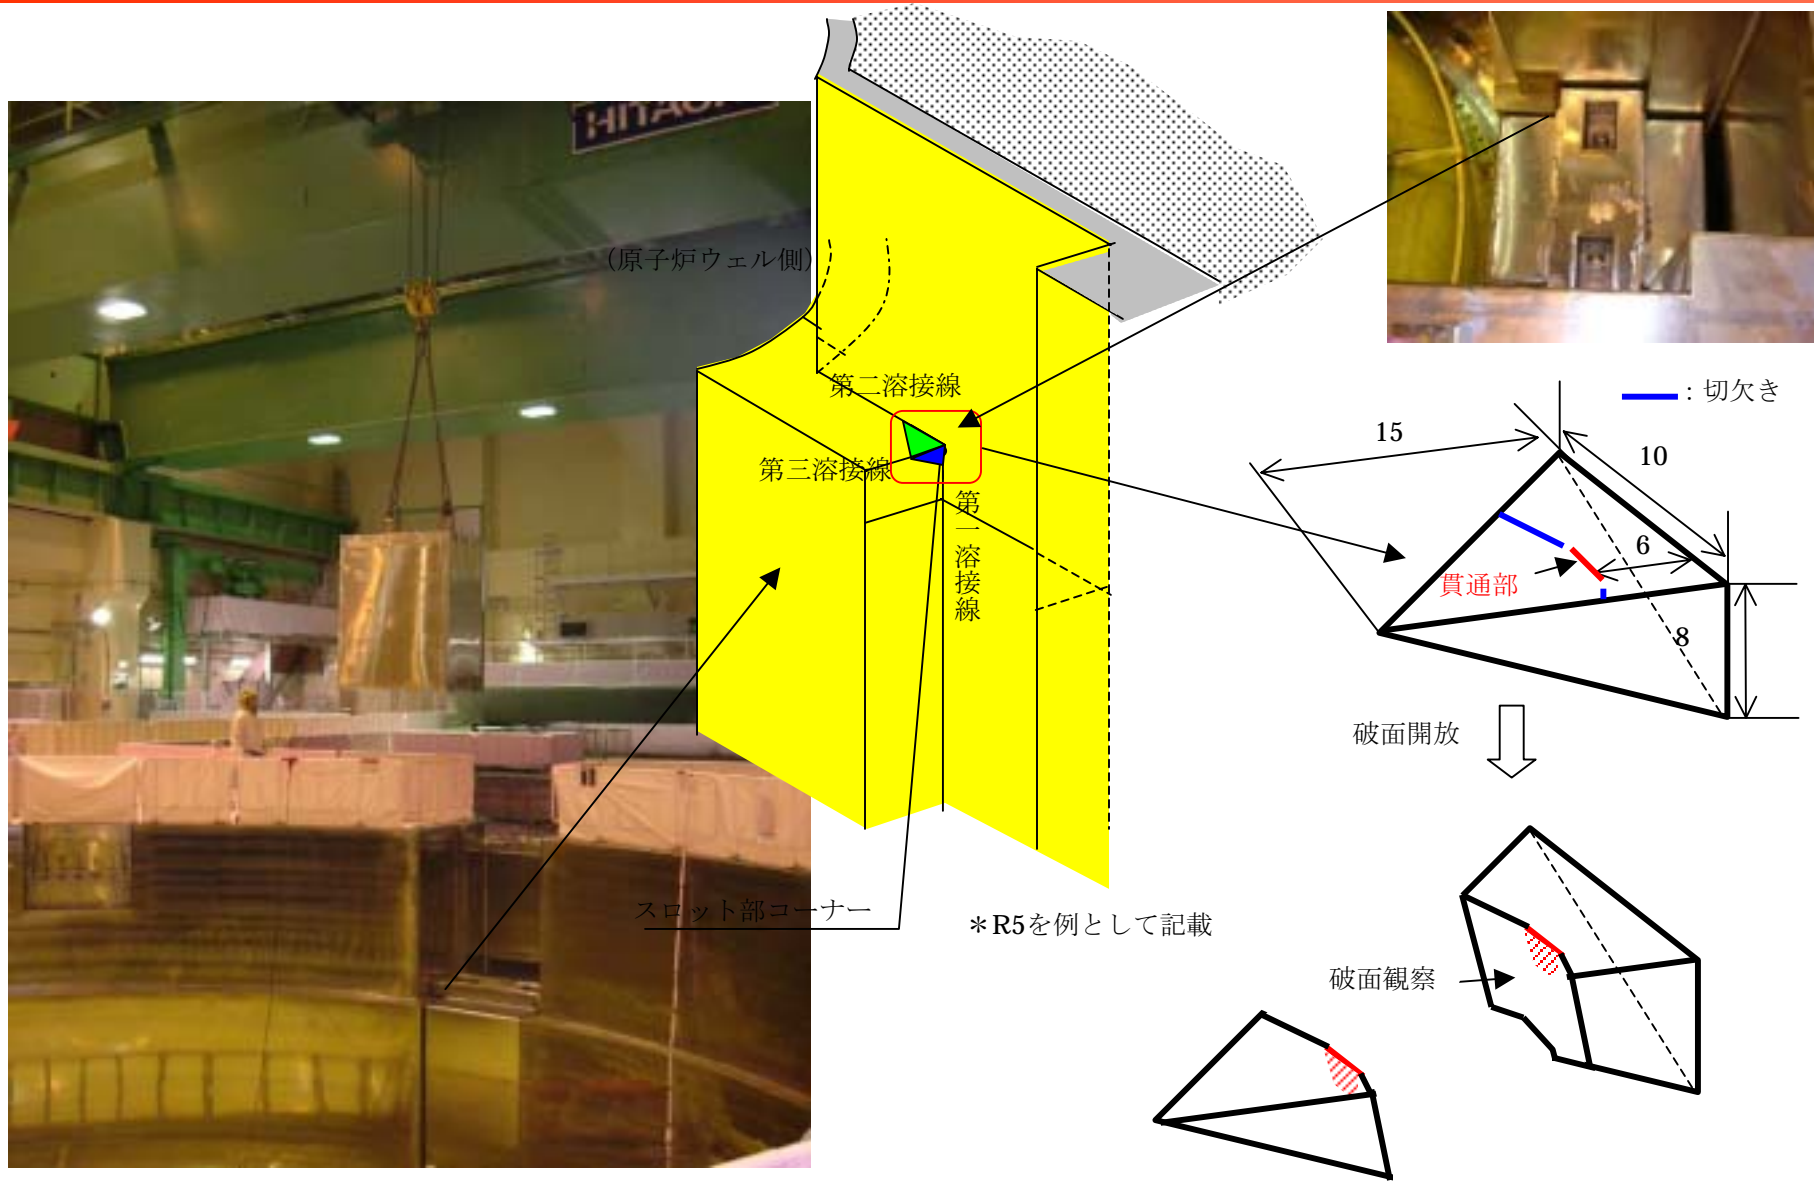 HITACHI
(原子炉ウェル側)
第二溶接線
第三溶接線
第一溶接線
スロット部コーナー
＊R5を例として記載
：切欠き
15
10
6
貫通部
8
破面開放
破面観察